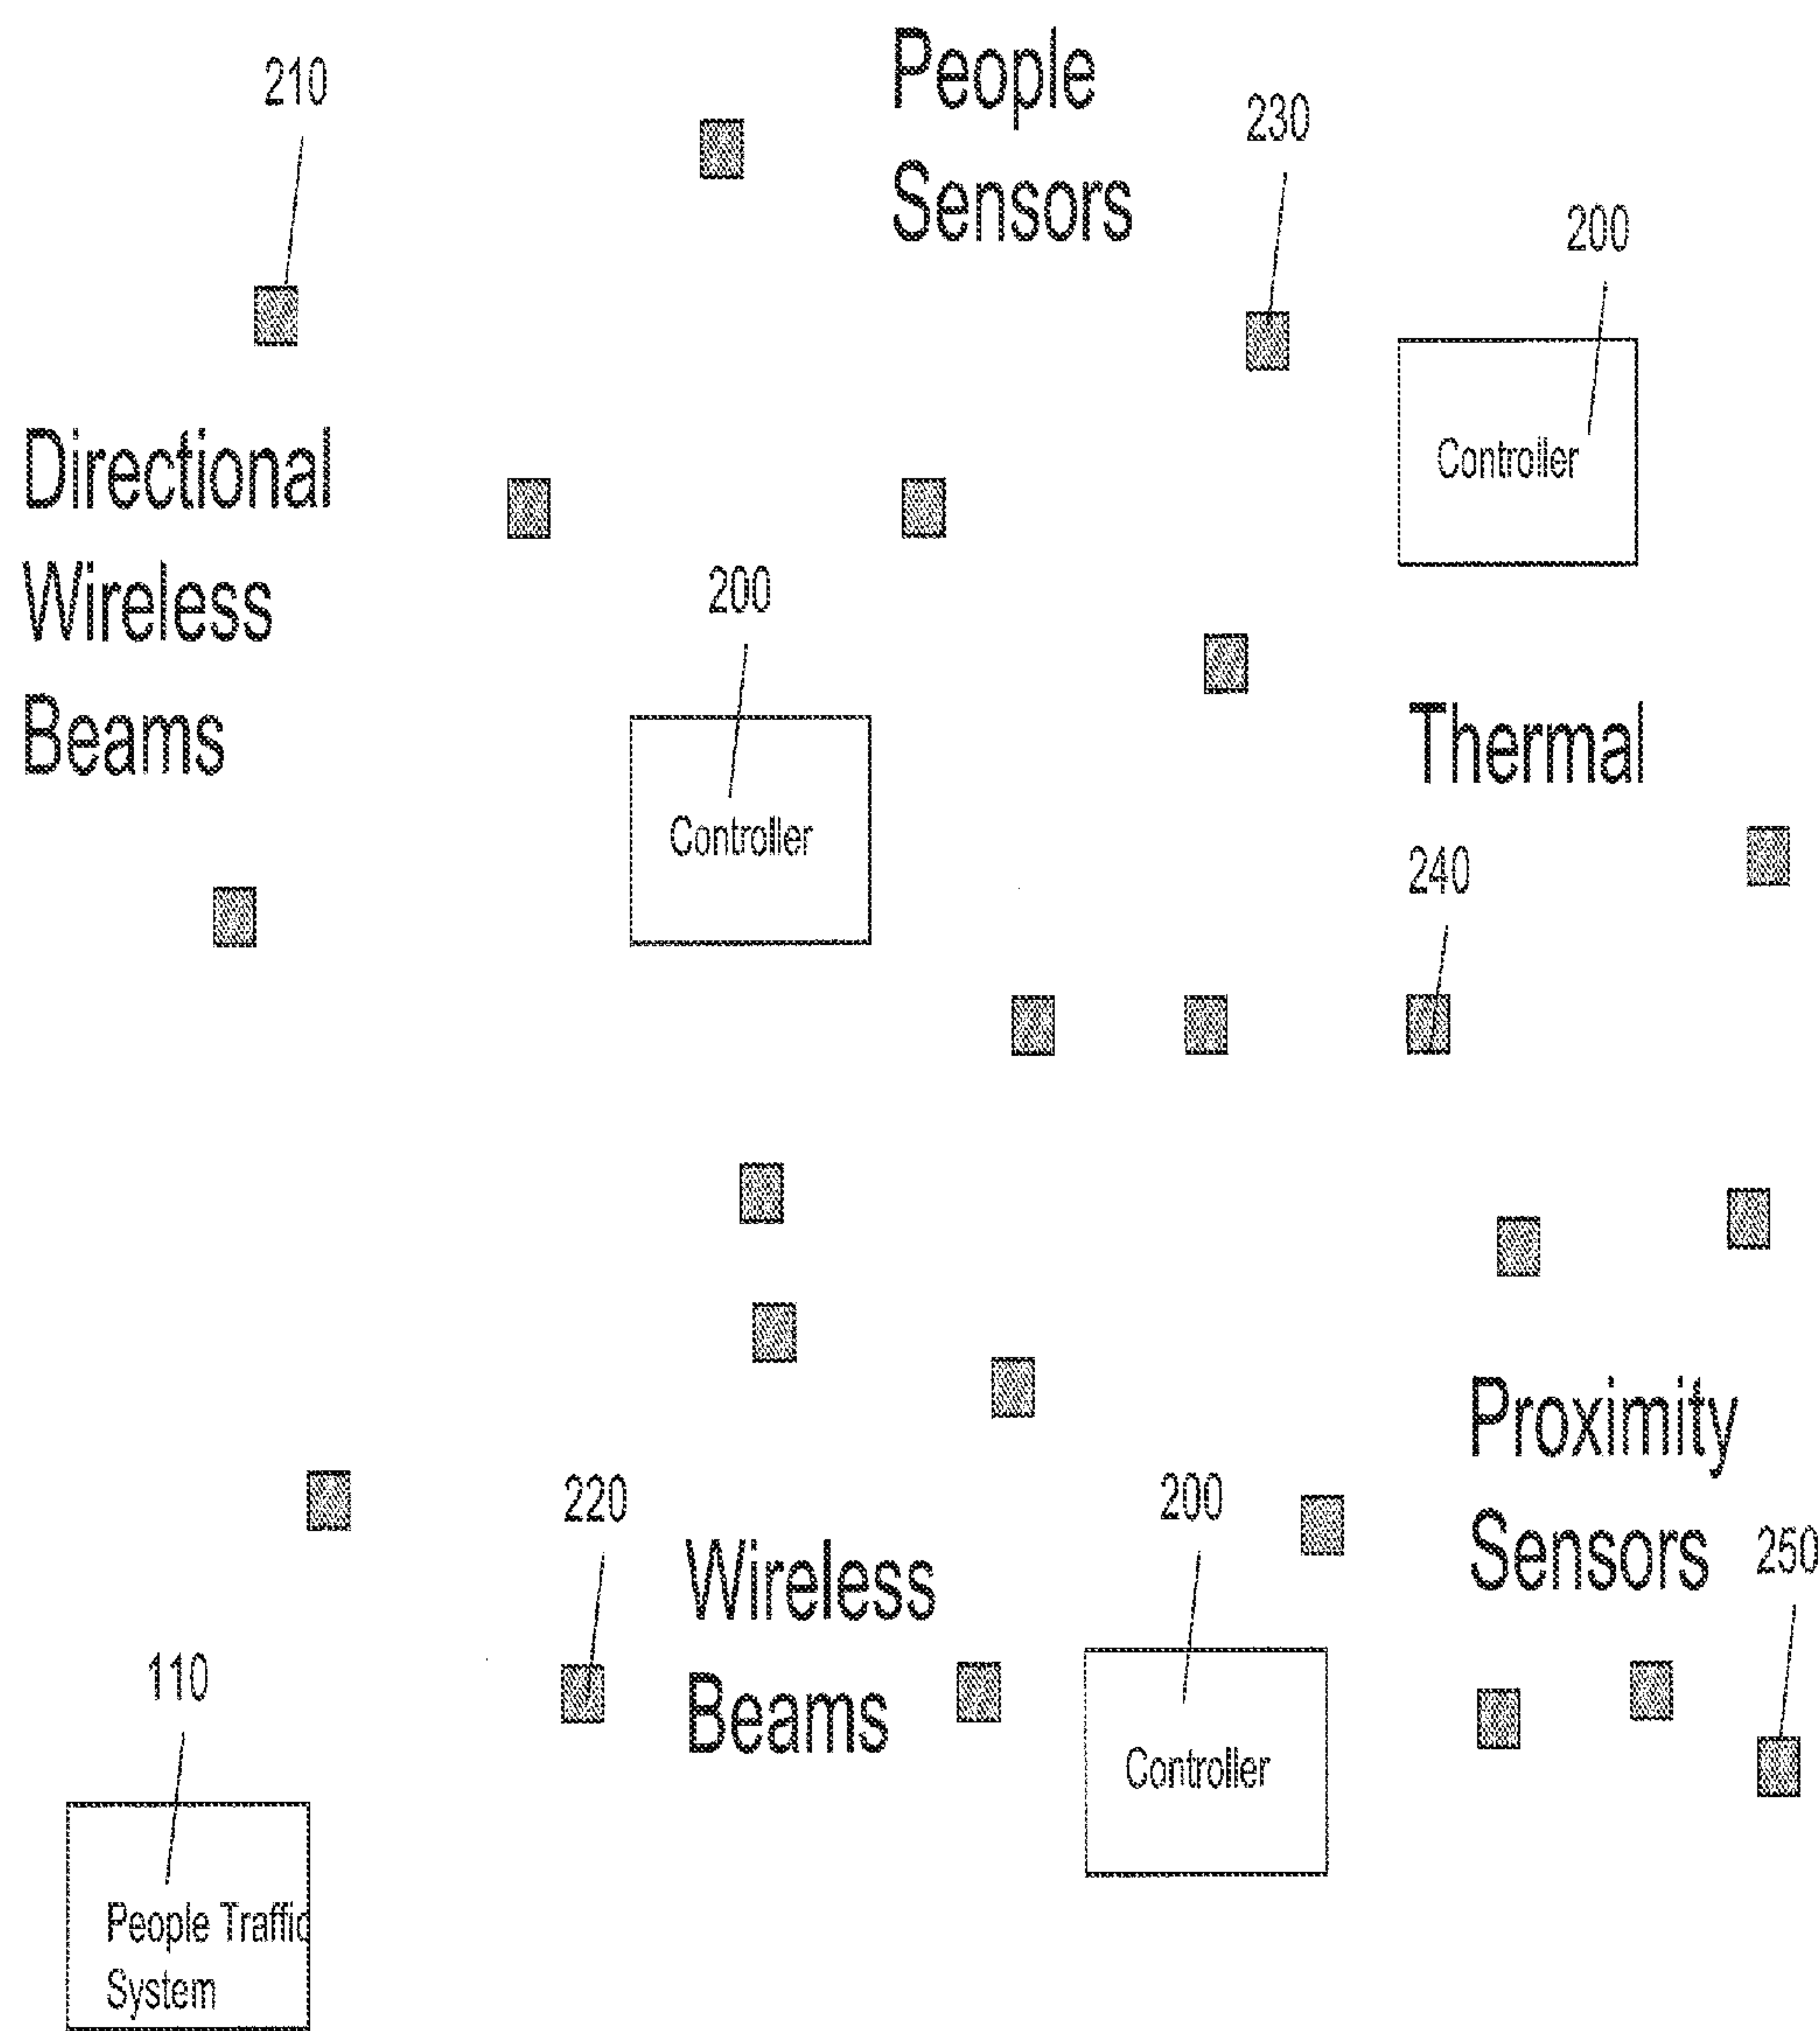 People
Sensors
210
230
200
Directional
Wireless
Beams
Controller
200
Thermal
Controller
240
Proximity
Sensors
220
200
Wireless
Beams
250
110
Controller
People Traffic
System